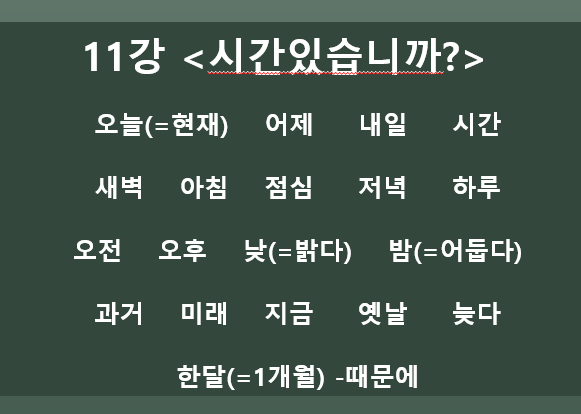 11강 <시간있습니까?>
오늘(=현재) 어제 내일 시간
새벽 아침 점심 저녁 하루
오전 오후 낮(=밝다) 밤(=어둡다)
과거 미래 지금 옛날 늦다
한달(=1개월) -때문에